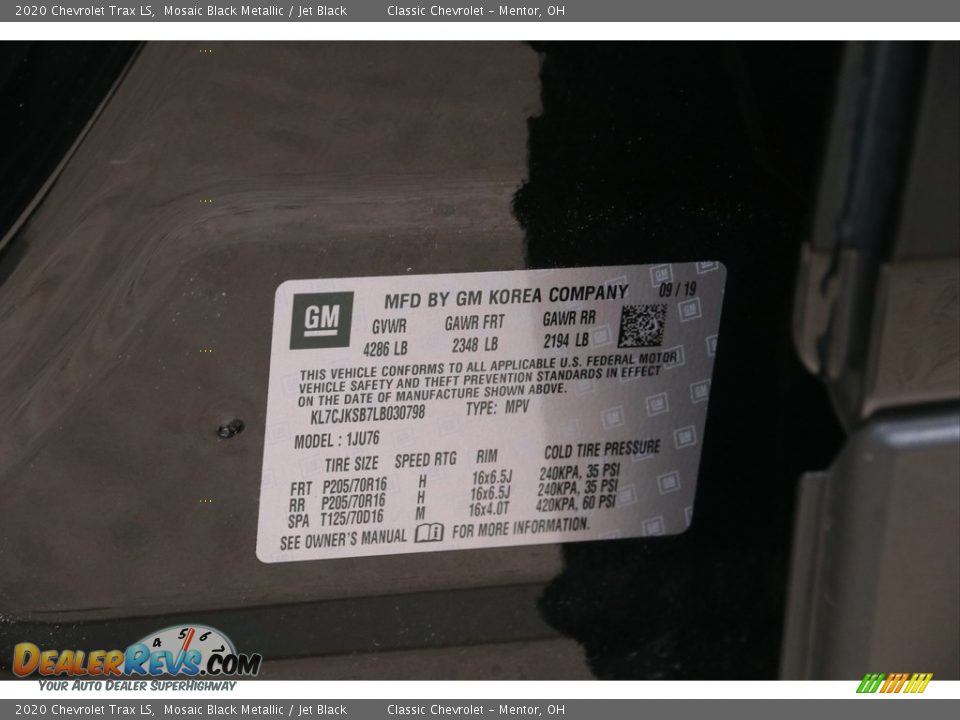 2020 Chevrolet Trax LS, Mosaic Black Metallic / Jet Black Classic Chevrolet - Mentor, OH
GM MFD BY GM KOREA COMPANY 09 / 19
GVWR GAWR FRT GAWR RR
4286 LB 2348 LB 2194 LB
THIS VEHICLE CONFORMS TO ALL APPLICABLE U.S. FEDERAL MOTOR
VEHICLE SAFETY AND THEFT PREVENTION STANDARDS IN EFFECT
ON THE DATE OF MANUFACTURE SHOWN ABOVE.
KL7CJKSB7LB030798 TYPE: MPV
MODEL : 1JU76
TIRE SIZE SPEED RTG RIM COLD TIRE PRESSURE
FRT P205/70R16 H 16x6.5J 240KPA, 35 PSI
RR P205/70R16 H 16x6.5J 240KPA, 35 PSI
SPA T125/70D16 M 16x4.0T 420KPA, 60 PSI
SEE OWNER'S MANUAL i FOR MORE INFORMATION.
4 5 6
DEALERREVS.COM
YOUR AUTO DEALER SUPERHIGHWAY
2020 Chevrolet Trax LS, Mosaic Black Metallic / Jet Black Classic Chevrolet - Mentor, OH